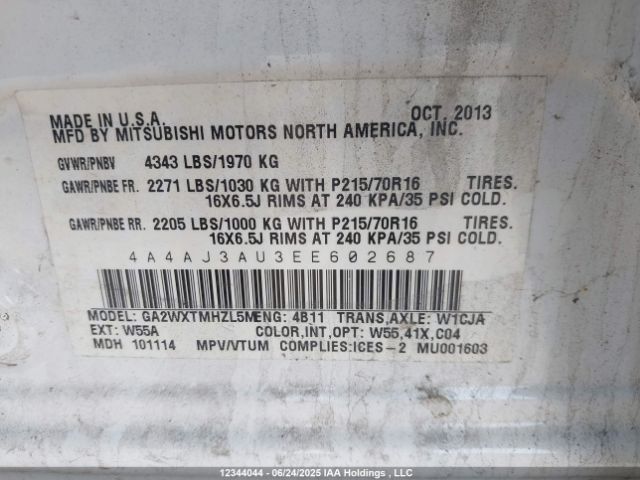 MADE IN U.S.A. OCT. 2013
MFD BY MITSUBISHI MOTORS NORTH AMERICA, INC.
GVWR/PNBV 4343 LBS/1970 KG
GAWR/PNBE FR. 2271 LBS/1030 KG WITH P215/70R16 TIRES.
16X6.5J RIMS AT 240 KPA/35 PSI COLD.
GAWR/PNBE RR. 2205 LBS/1000 KG WITH P215/70R16 TIRES.
16X6.5J RIMS AT 240 KPA/35 PSI COLD.
4A4AJ3AU3EE602687
MODEL: GA2WXTMHZL5M ENG: 4B11 TRANS,AXLE: W1CJA
EXT: W55A COLOR,INT,OPT: W55,41X,C04
MDH 101114 MPV/VTUM COMPLIES:ICES-2 MU001603
12344044 - 06/24/2025 IAA Holdings , LLC